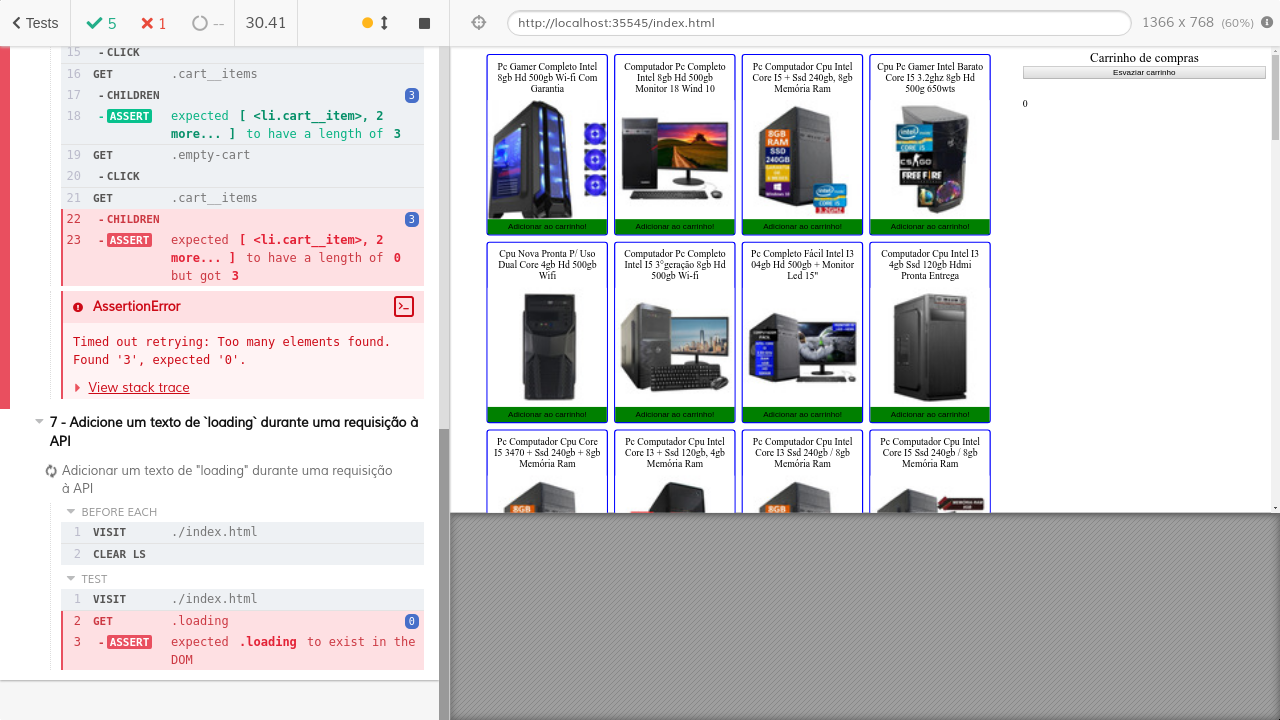 Tests
5
1
--
30.41
http://localhost:35545/index.html
1366 x 768 (60%)
15 - CLICK
16 GET .cart__items
17 - CHILDREN 3
18 - ASSERT expected [ <li.cart__item>, 2
more... ] to have a length of 3
19 GET .empty-cart
20 - CLICK
21 GET .cart__items
22 - CHILDREN 3
23 - ASSERT expected [ <li.cart__item>, 2
more... ] to have a length of 0
but got 3
AssertionError
Timed out retrying: Too many elements found.
Found '3', expected '0'.
View stack trace
7 - Adicione um texto de `loading` durante uma requisição à
API
Adicionar um texto de "loading" durante uma requisição
à API
BEFORE EACH
1 VISIT ./index.html
2 CLEAR LS
TEST
1 VISIT ./index.html
2 GET .loading 0
3 - ASSERT expected .loading to exist in the
DOM
Pc Gamer Completo Intel
8gb Hd 500gb Wi-fi Com
Garantia
Adicionar ao carrinho!
Computador Pc Completo
Intel 8gb Hd 500gb
Monitor 18 Wind 10
Adicionar ao carrinho!
Pc Computador Cpu Intel
Core I5 + Ssd 240gb, 8gb
Memória Ram
8GB
RAM
SSD
240GB
Adicionar ao carrinho!
Cpu Pc Gamer Intel Barato
Core I5 3.2ghz 8gb Hd
500g 650wts
intel
CORE i5
CS:GO
FREE FIRE
Adicionar ao carrinho!
Cpu Nova Pronta P/ Uso
Dual Core 4gb Hd 500gb
Wifi
Adicionar ao carrinho!
Computador Pc Completo
Intel I5 3°geração 8gb Hd
500gb Wi-fi
Adicionar ao carrinho!
Pc Completo Fácil Intel I3
04gb Hd 500gb + Monitor
Led 15"
Adicionar ao carrinho!
Computador Cpu Intel I3
4gb Ssd 120gb Hdmi
Pronta Entrega
Adicionar ao carrinho!
Pc Computador Cpu Core
I5 3470 + Ssd 240gb + 8gb
Memória Ram
8GB
Pc Computador Cpu Intel
Core I3 + Ssd 120gb, 4gb
Memória Ram
Pc Computador Cpu Intel
Core I3 Ssd 240gb / 8gb
Memória Ram
8GB
Pc Computador Cpu Intel
Core I5 Ssd 240gb / 8gb
Memória Ram
Carrinho de compras
Esvaziar carrinho
0